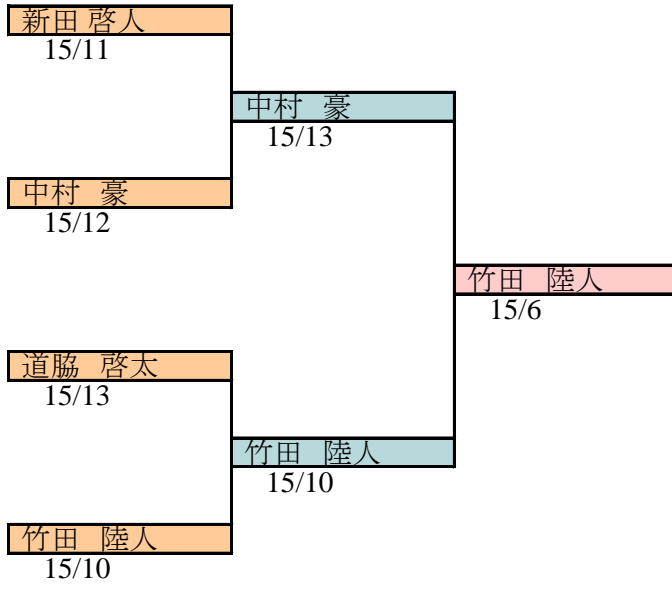 新田 啓人
15/11
中村 豪
15/13
中村 豪
15/12
竹田 陸人
15/6
道脇 啓太
15/13
竹田 陸人
15/10
竹田 陸人
15/10